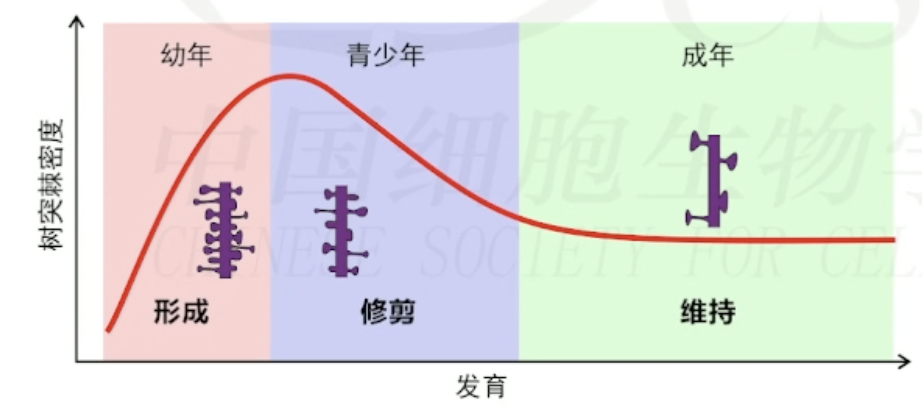 幼年
青少年
成年
树突棘密度
形成
修剪
维持
发育
中国细胞生物学
CHINESE SOCIETY FOR CEL